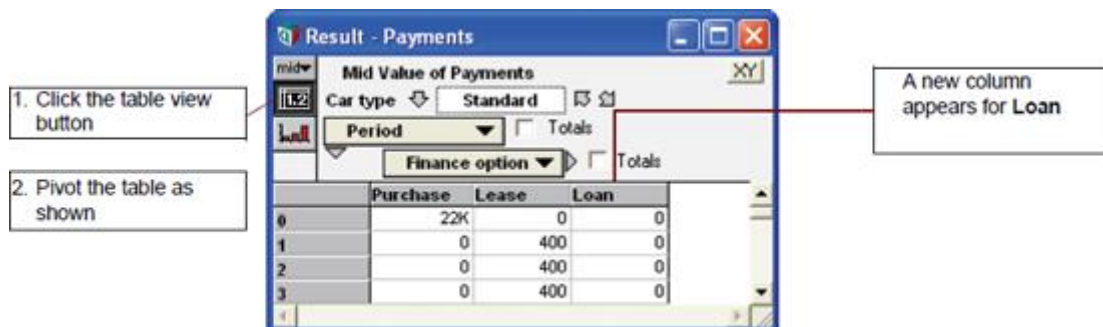 Result - Payments
mid
Mid Value of Payments
XY
1. Click the table view
button
1.2
Car type
Standard
A new column
appears for Loan
Period
Totals
2. Pivot the table as
shown
Finance option
Totals
Purchase Lease Loan
0 22K 0 0
1 0 400 0
2 0 400 0
3 0 400 0